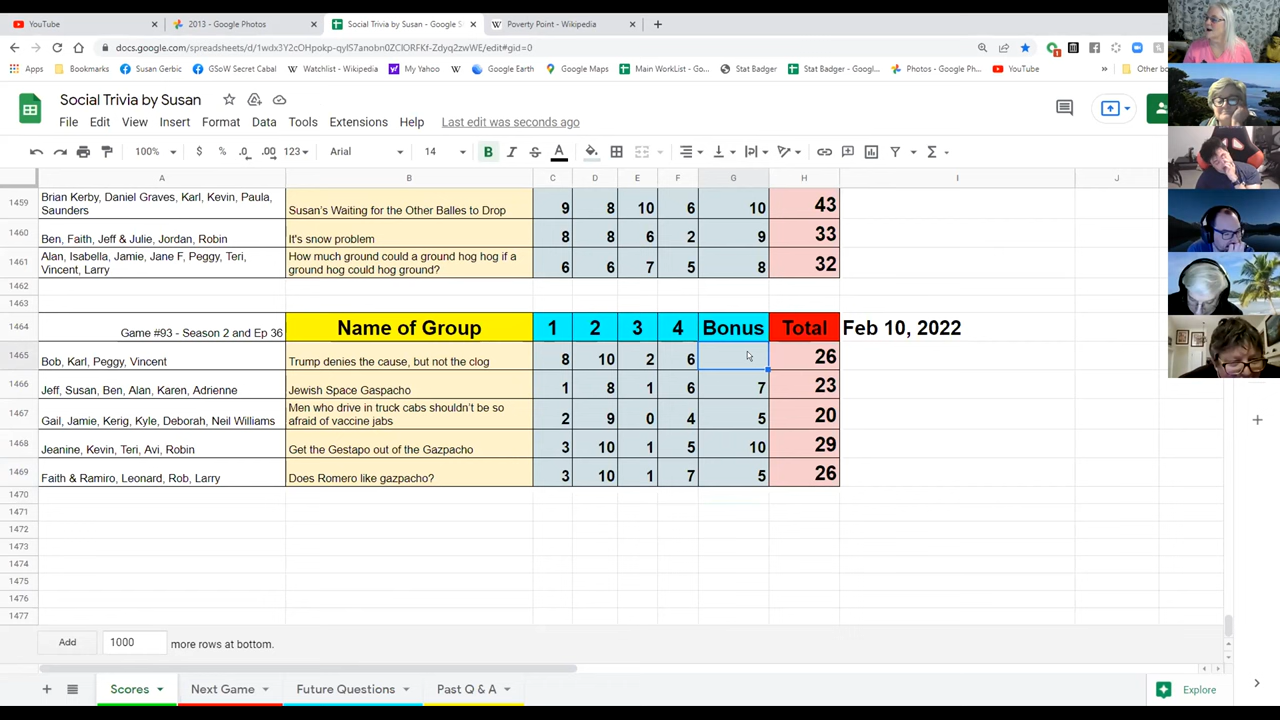 YouTube
2013 - Google Photos
Social Trivia by Susan - Google S
Poverty Point - Wikipedia
docs.google.com/spreadsheets/d/1wdx3Y2cOHpokp-qyIS7anobn0ZCIORFKf-Zdyq2zwWE/edit#gid=0
Apps Bookmarks Susan Gerbic GSoW Secret Cabal Watchlist - Wikipedia My Yahoo Google Earth Google Maps Main WorkList - Go... Stat Badger Stat Badger - Googl... Photos - Google Ph... YouTube Other bo
Social Trivia by Susan
File Edit View Insert Format Data Tools Extensions Help Last edit was seconds ago
100% $ % .0 .00 123 Arial 14 B I S A
A B C D E F G H I J
1459 Brian Kerby, Daniel Graves, Karl, Kevin, Paula,
Saunders Susan's Waiting for the Other Balles to Drop 9 8 10 6 10 43
1460 Ben, Faith, Jeff & Julie, Jordan, Robin It's snow problem 8 8 6 2 9 33
1461 Alan, Isabella, Jamie, Jane F, Peggy, Teri, How much ground could a ground hog hog if a
Vincent, Larry ground hog could hog ground? 6 6 7 5 8 32
1462
1463
1464 Game #93 - Season 2 and Ep 36 Name of Group 1 2 3 4 Bonus Total Feb 10, 2022
1465 Bob, Karl, Peggy, Vincent Trump denies the cause, but not the clog 8 10 2 6 26
1466 Jeff, Susan, Ben, Alan, Karen, Adrienne Jewish Space Gaspacho 1 8 1 6 7 23
1467 Men who drive in truck cabs shouldn't be so
Gail, Jamie, Kerig, Kyle, Deborah, Neil Williams afraid of vaccine jabs 2 9 0 4 5 20
1468 Jeanine, Kevin, Teri, Avi, Robin Get the Gestapo out of the Gazpacho 3 10 1 5 10 29
1469 Faith & Ramiro, Leonard, Rob, Larry Does Romero like gazpacho? 3 10 1 7 5 26
1470
1471
1472
1473
1474
1475
1476
1477
Add 1000 more rows at bottom.
Scores Next Game Future Questions Past Q & A Explore